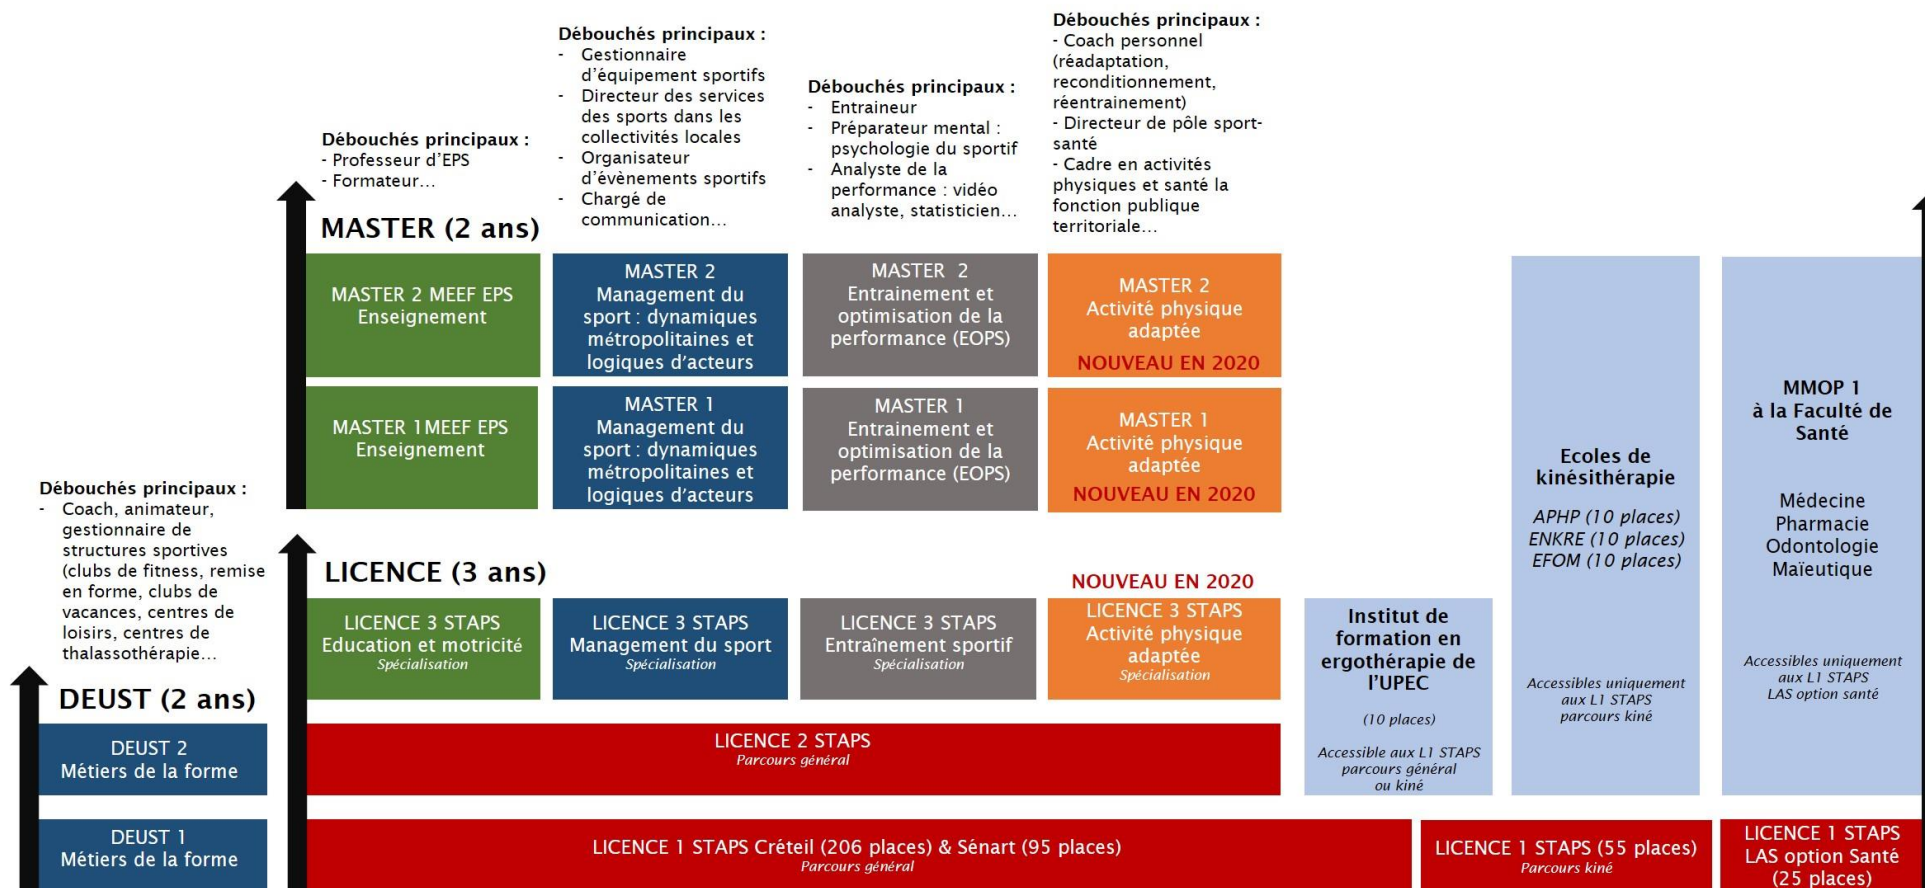 Débouchés principaux :
- Professeur d'EPS
- Formateur…
Débouchés principaux :
- Gestionnaire
d'équipement sportifs
- Directeur des services
des sports dans les
collectivités locales
- Organisateur
d'évènements sportifs
- Chargé de
communication…
Débouchés principaux :
- Entraineur
- Préparateur mental :
psychologie du sportif
- Analyste de la
performance : vidéo
analyste, statisticien…
Débouchés principaux :
- Coach personnel
(réadaptation,
reconditionnement,
réentrainement)
- Directeur de pôle sport-
santé
- Cadre en activités
physiques et santé la
fonction publique
territoriale…
MASTER (2 ans)
MASTER 2 MEEF EPS
Enseignement
MASTER 2
Management du
sport : dynamiques
métropolitaines et
logiques d'acteurs
MASTER 2
Entrainement et
optimisation de la
performance (EOPS)
MASTER 2
Activité physique
adaptée
NOUVEAU EN 2020
MASTER 1MEEF EPS
Enseignement
MASTER 1
Management du
sport : dynamiques
métropolitaines et
logiques d'acteurs
MASTER 1
Entrainement et
optimisation de la
performance (EOPS)
MASTER 1
Activité physique
adaptée
NOUVEAU EN 2020
Débouchés principaux :
- Coach, animateur,
gestionnaire de
structures sportives
(clubs de fitness, remise
en forme, clubs de
vacances, centres de
loisirs, centres de
thalassothérapie…
DEUST (2 ans)
DEUST 2
Métiers de la forme
DEUST 1
Métiers de la forme
LICENCE (3 ans)
LICENCE 3 STAPS
Education et motricité
Spécialisation
LICENCE 3 STAPS
Management du sport
Spécialisation
LICENCE 3 STAPS
Entraînement sportif
Spécialisation
NOUVEAU EN 2020
LICENCE 3 STAPS
Activité physique
adaptée
Spécialisation
LICENCE 2 STAPS
Parcours général
LICENCE 1 STAPS Créteil (206 places) & Sénart (95 places)
Parcours général
Institut de
formation en
ergothérapie de
l'UPEC
(10 places)
Accessible aux L1 STAPS
parcours général
ou kiné
Ecoles de
kinésithérapie
APHP (10 places)
ENKRE (10 places)
EFOM (10 places)
Accessibles uniquement
aux L1 STAPS
parcours kiné
LICENCE 1 STAPS (55 places)
Parcours kiné
MMOP 1
à la Faculté de
Santé
Médecine
Pharmacie
Odontologie
Maïeutique
Accessibles uniquement
aux L1 STAPS
LAS option santé
LICENCE 1 STAPS
LAS option Santé
(25 places)